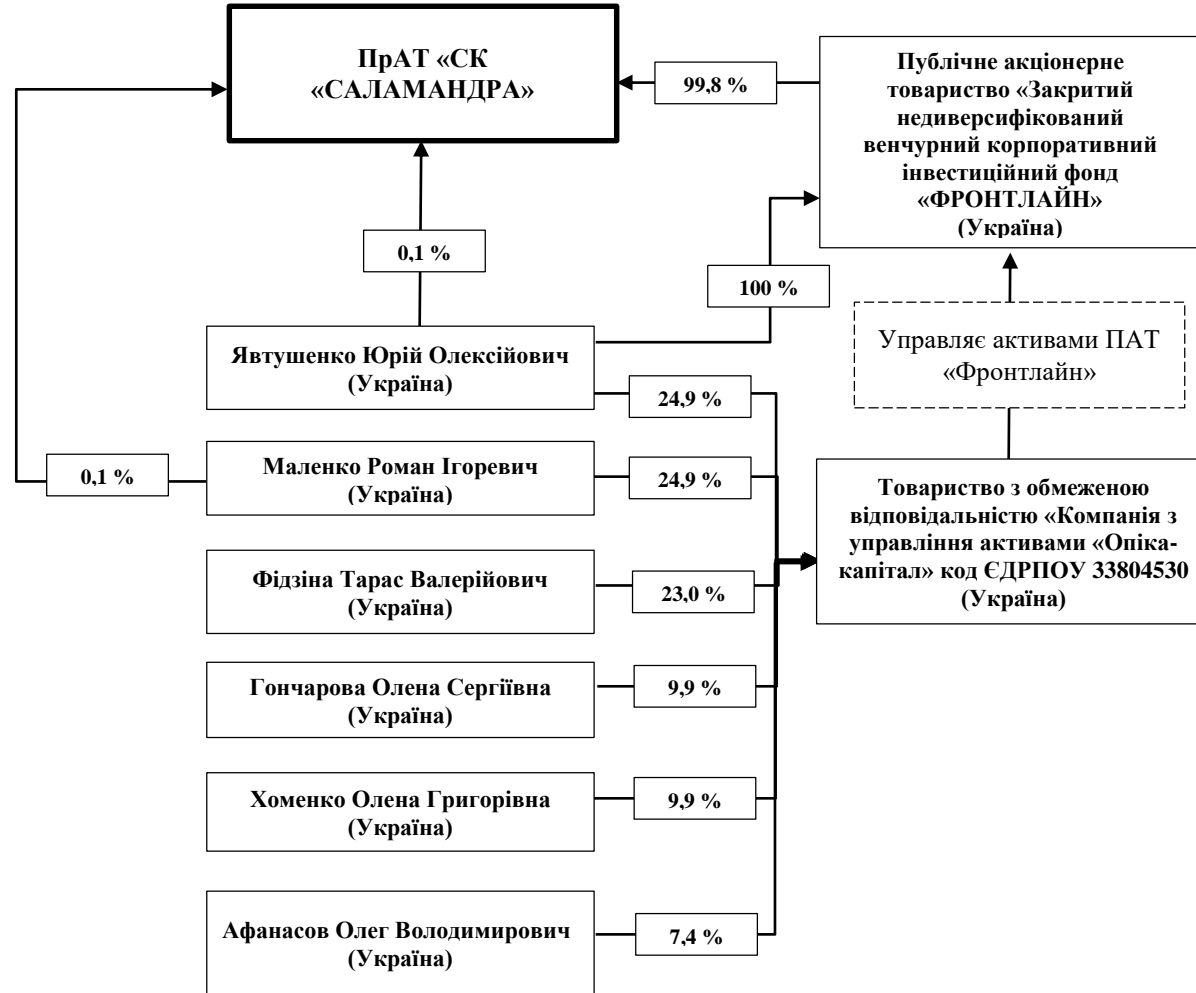 ПрАТ «СК
«САЛАМАНДРА»
99,8 %
Публічне акціонерне
товариство «Закритий
недиверсифікований
венчурний корпоративний
інвестиційний фонд
«ФРОНТЛАЙН»
(Україна)
0,1 %
100 %
Управляє активами ПАТ
«Фронтлайн»
Явтушенко Юрій Олексійович
(Україна)
24,9 %
Маленко Роман Ігоревич
(Україна)
0,1 %
24,9 %
Товариство з обмеженою
відповідальністю «Компанія з
управління активами «Опіка-
капітал» код ЄДРПОУ 33804530
(Україна)
Фідзіна Тарас Валерійович
(Україна)
23,0 %
Гончарова Олена Сергіївна
(Україна)
9,9 %
Хоменко Олена Григорівна
(Україна)
9,9 %
Афанасов Олег Володимирович
(Україна)
7,4 %